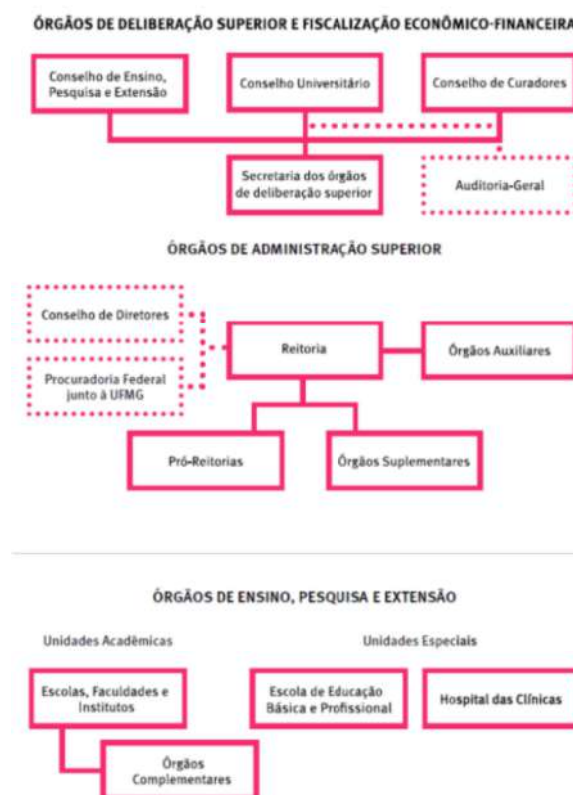 ÓRGÃOS DE DELIBERAÇÃO SUPERIOR E FISCALIZAÇÃO ECONÔMICO-FINANCEIRA
Conselho de Ensino,
Pesquisa e Extensão
Conselho Universitário
Conselho de Curadores
Secretaria dos órgãos
de deliberação superior
Auditoria-Geral
ÓRGÃOS DE ADMINISTRAÇÃO SUPERIOR
Conselho de Diretores
Procuradoria Federal
junto à UFMG
Reitoria
Órgãos Auxiliares
Pró-Reitorias
Órgãos Suplementares
ÓRGÃOS DE ENSINO, PESQUISA E EXTENSÃO
Unidades Acadêmicas
Unidades Especiais
Escolas, Faculdades e
Institutos
Escola de Educação
Básica e Profissional
Hospital das Clínicas
Órgãos
Complementares